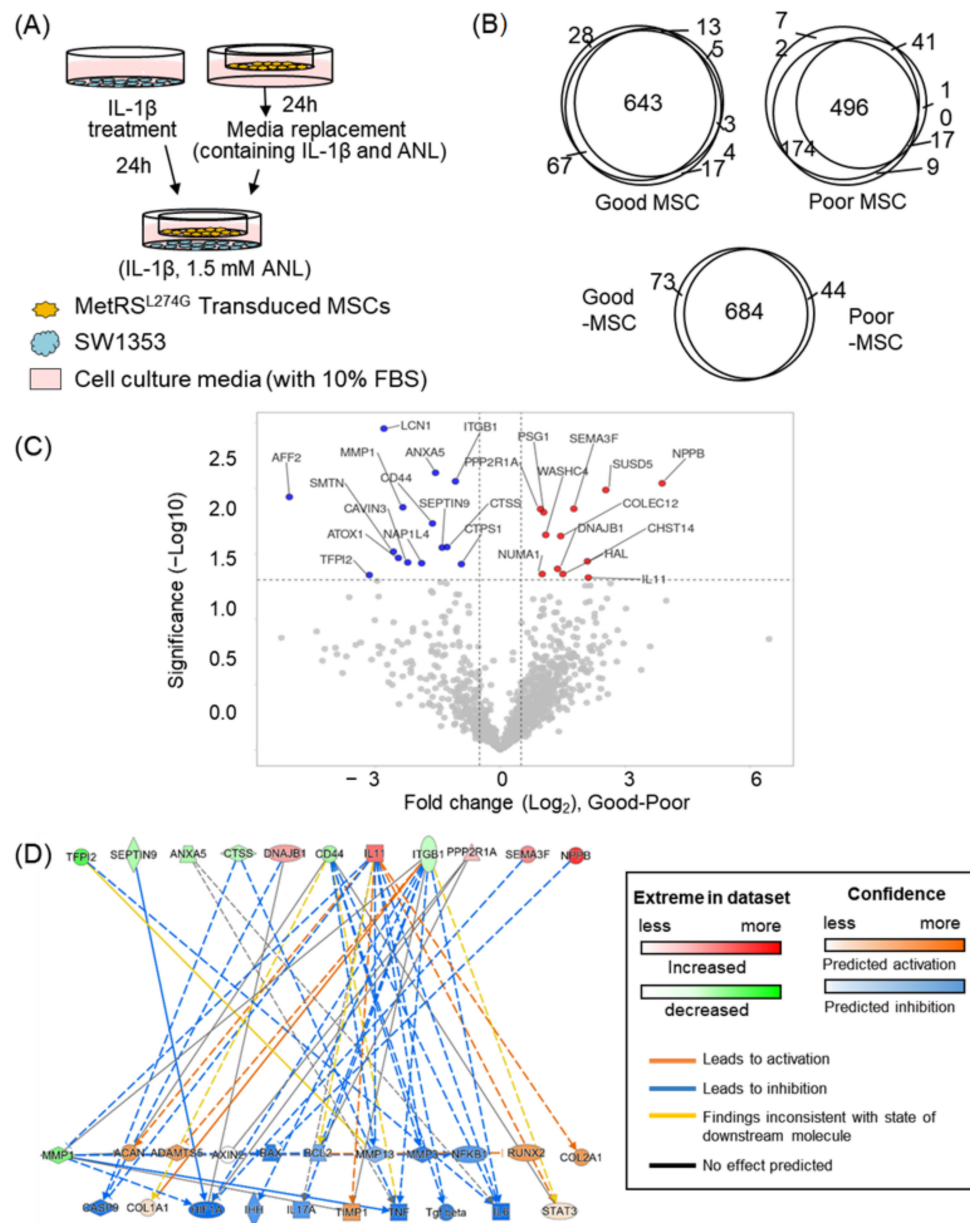 (A)
IL-1β
treatment
24h
24h
Media replacement
(containing IL-1β and ANL)
(IL-1β, 1.5 mM ANL)
MetRSL274G Transduced MSCs
SW1353
Cell culture media (with 10% FBS)
(B)
28
13
5
643
3
4
17
67
Good MSC
7
2
41
1
0
496
17
174
9
Poor MSC
Good
-MSC
73
684
44
Poor
-MSC
(C)
Significance (−Log10)
2.5
2.0
1.5
1.0
0.5
0.0
LCN1
ITGB1
MMP1
ANXA5
AFF2
CD44
SMTN
SEPTIN9
CTSS
CAVIN3
ATOX1
NAP1L4
CTPS1
TFPI2
PSG1
SEMA3F
PPP2R1A
WASHC4
SUSD5
NPPB
COLEC12
DNAJB1
CHST14
NUMA1
HAL
IL11
− 3
0
3
6
Fold change (Log2), Good-Poor
(D)
TFPI2
SEPTIN9
ANXA5
CTSS
DNAJB1
CD44
IL11
ITGB1
PPP2R1A
SEMA3F
NPPB
MMP1
ACAN
ADAMTS5
AXIN2
BAX
BCL2
MMP13
MMP3
NFKB1
RUNX2
COL2A1
CASP9
COL1A1
HIF1A
IHH
IL17A
TIMP1
TNF
Tgf beta
IL6
STAT3
Extreme in dataset
less more
Increased
decreased
Confidence
less more
Predicted activation
Predicted inhibition
Leads to activation
Leads to inhibition
Findings inconsistent with state of
downstream molecule
No effect predicted